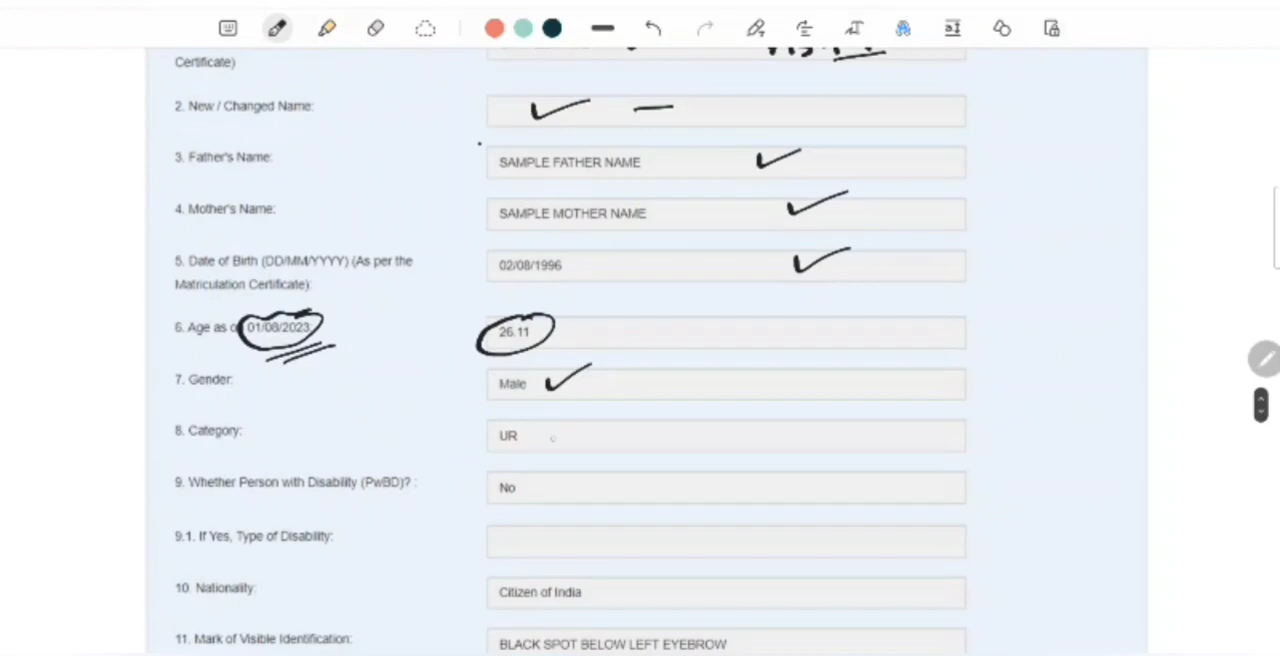 Certificate)
2. New / Changed Name:
3. Father's Name:
SAMPLE FATHER NAME
4. Mother's Name:
SAMPLE MOTHER NAME
5. Date of Birth (DD/MM/YYYY) (As per the
Matriculation Certificate):
02/08/1996
6. Age as o 01/08/2023:
26.11
7. Gender:
Male
8. Category:
UR
9. Whether Person with Disability (PwBD)? :
No
9.1. If Yes, Type of Disability:
10. Nationality:
Citizen of India
11. Mark of Visible Identification:
BLACK SPOT BELOW LEFT EYEBROW